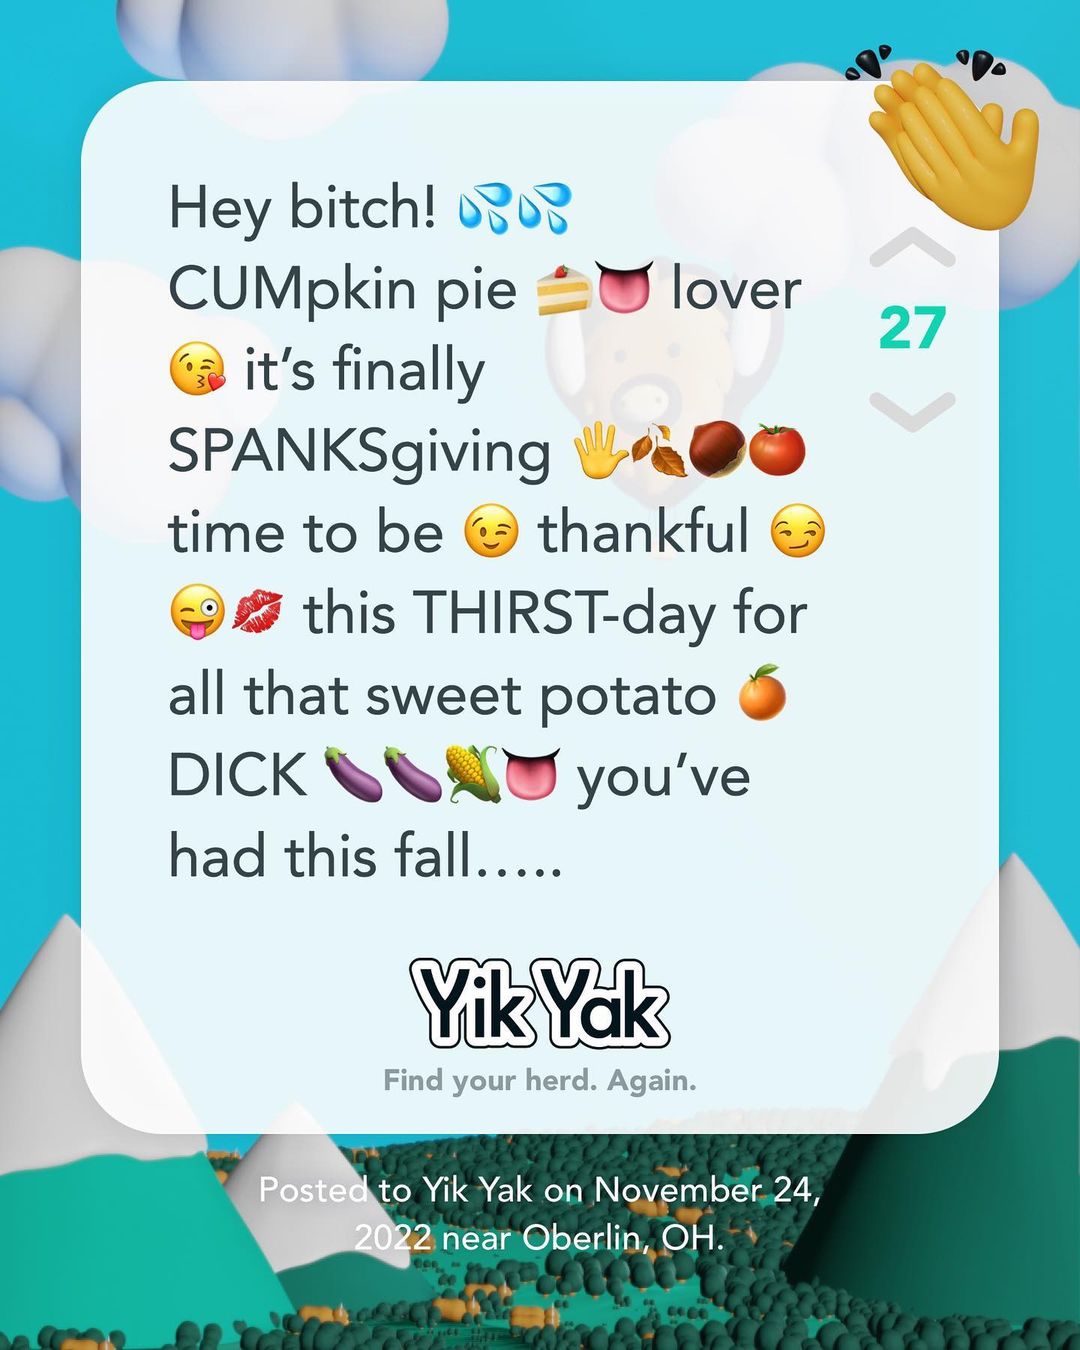 Hey bitch! 💦💦
CUMpkin pie 🍰👅 lover
😘 it’s finally
SPANKSgiving 🖐️🍂🌰🍅
time to be 😉 thankful 😏
😜💋 this THIRST-day for
all that sweet potato 🍊
DICK 🍆🍆🌽👅 you’ve
had this fall…..
27
Yik Yak
Find your herd. Again.
Posted to Yik Yak on November 24,
2022 near Oberlin, OH.